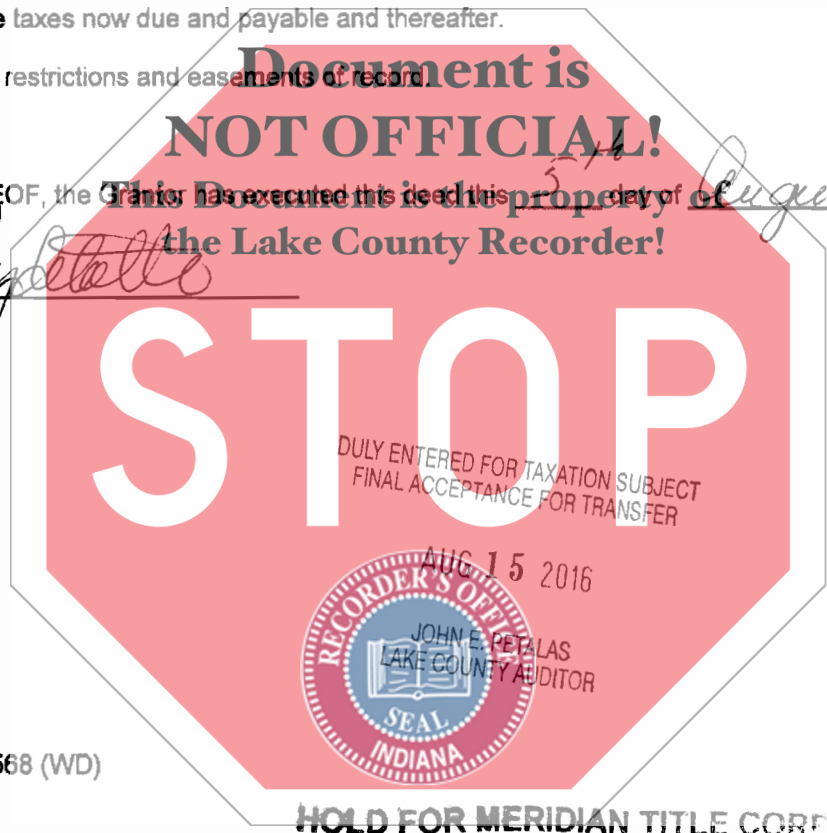 taxes now due and payable and thereafter.
restrictions and easements of record.
Document is
NOT OFFICIAL!
OF, the Grantor has executed this deed this 5th day of
This Document is the property of
the Lake County Recorder!
STOP
DULY ENTERED FOR TAXATION SUBJECT
FINAL ACCEPTANCE FOR TRANSFER
AUG 15 2016
JOHN E. PETALAS
LAKE COUNTY AUDITOR
RECORDER'S OFFICE
SEAL
INDIANA
68 (WD)
HOLD FOR MERIDIAN TITLE CORP